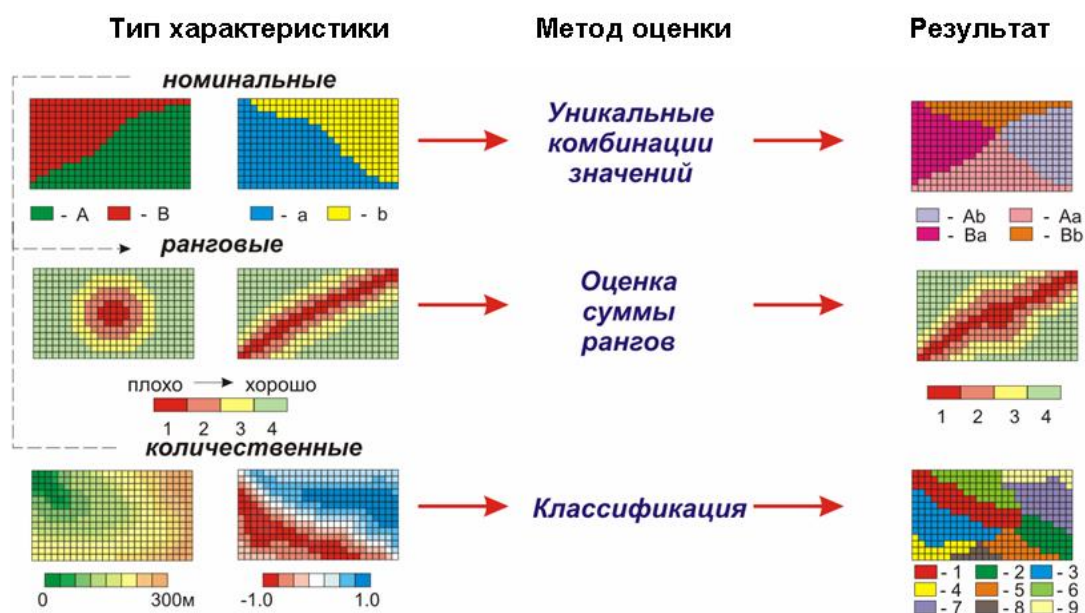 Тип характеристики Метод оценки Результат
номинальные
Уникальные
комбинации
значений
- A - B - a - b
- Ab - Aa
- Ba - Bb
ранговые
Оценка
суммы
рангов
плохо хорошо
1 2 3 4
1 2 3 4
количественные
Классификация
0 300м
-1.0 1.0
- 1 - 2 - 3
- 4 - 5 - 6
- 7 - 8 - 9